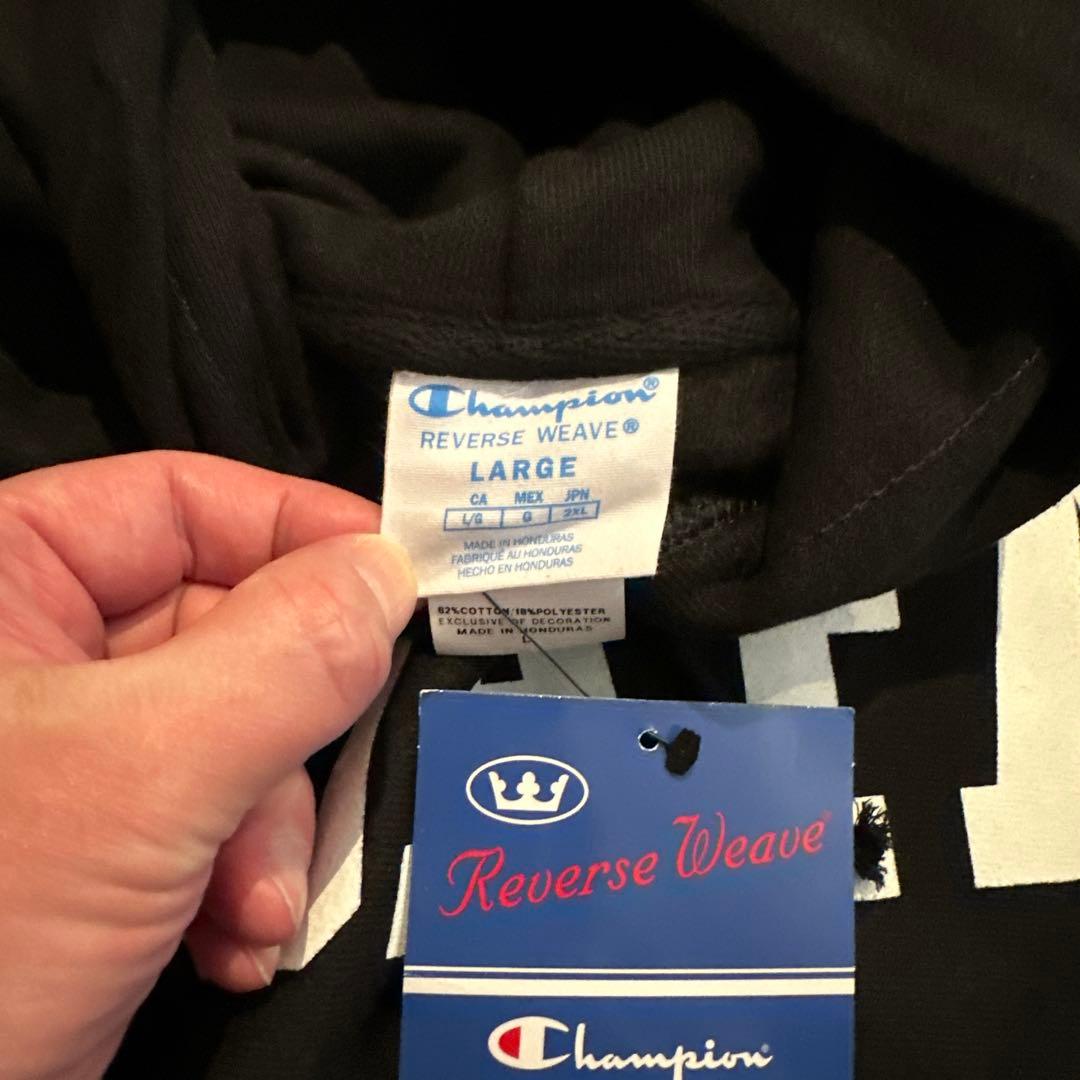 Champion®
REVERSE WEAVE®
LARGE
CA MEX JPN
L/G G 2XL
MADE IN HONDURAS
FABRIQUÉ AU HONDURAS
HECHO EN HONDURAS
82%COTTON/18%POLYESTER
EXCLUSIVE OF DECORATION
MADE IN HONDURAS
L
Reverse Weave®
Champion